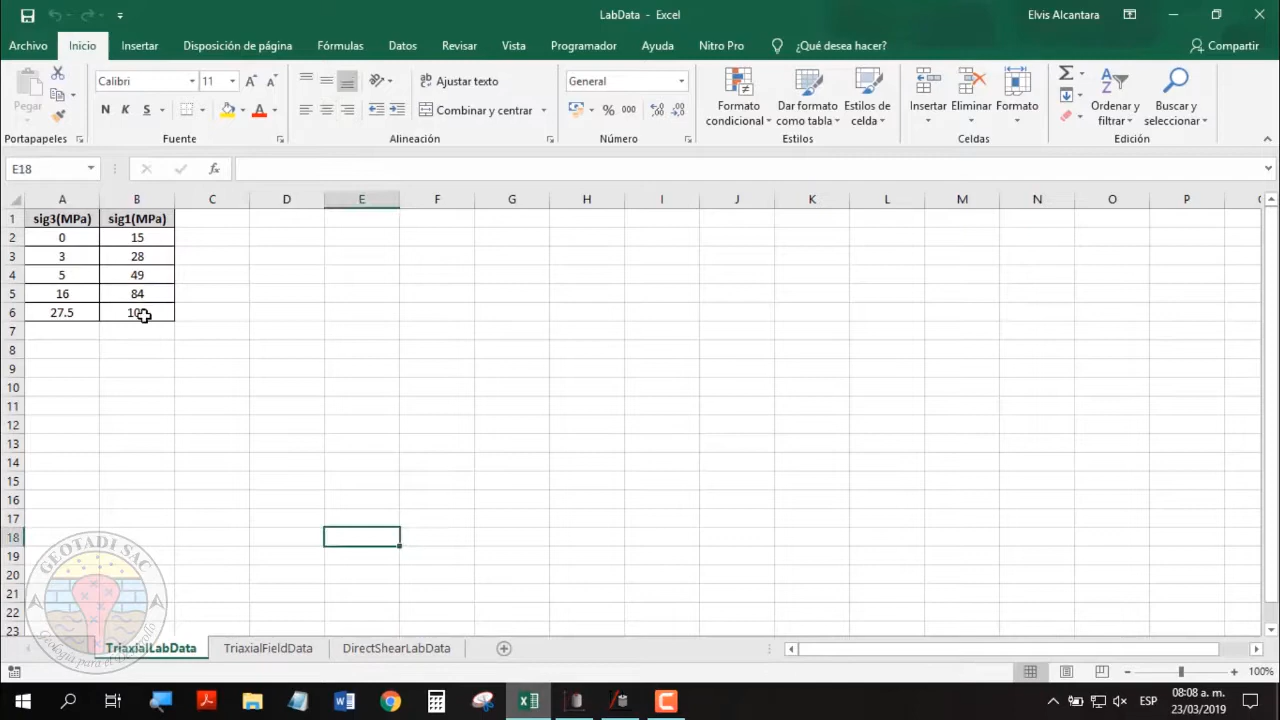 LabData - Excel
Elvis Alcantara
Archivo Inicio Insertar Disposición de página Fórmulas Datos Revisar Vista Programador Ayuda Nitro Pro ¿Qué desea hacer? Compartir
Pegar
Calibri 11
N K S
Ajustar texto
Combinar y centrar
General
% 000
Formato condicional
Dar formato como tabla
Estilos de celda
Insertar
Eliminar
Formato
Ordenar y filtrar
Buscar y seleccionar
Portapapeles Fuente Alineación Número Estilos Celdas Edición
E18 fx
A B C D E F G H I J K L M N O P
1 sig3(MPa) sig1(MPa)
2 0 15
3 3 28
4 5 49
5 16 84
6 27.5
7
8
9
10
11
12
13
14
15
16
17
18
19
20
21
22
23
GEOTADI SAC
Geología para el Desarrollo
TriaxialLabData TriaxialFieldData DirectShearLabData
100%
ESP
08:08 a. m.
23/03/2019